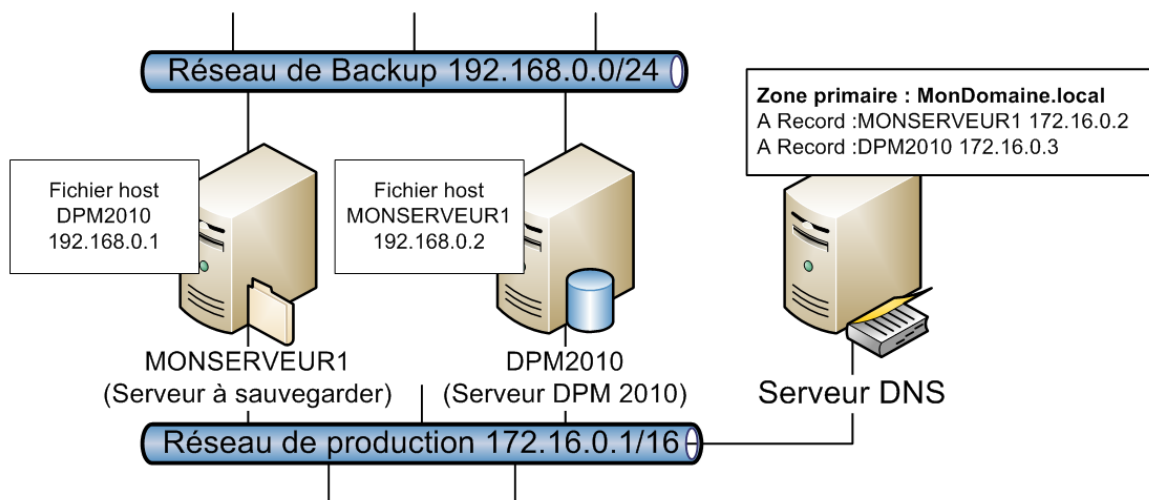 Réseau de Backup 192.168.0.0/24
Zone primaire : MonDomaine.local
A Record :MONSERVEUR1 172.16.0.2
A Record :DPM2010 172.16.0.3
Fichier host
DPM2010
192.168.0.1
Fichier host
MONSERVEUR1
192.168.0.2
MONSERVEUR1
(Serveur à sauvegarder)
DPM2010
(Serveur DPM 2010)
Serveur DNS
Réseau de production 172.16.0.1/16